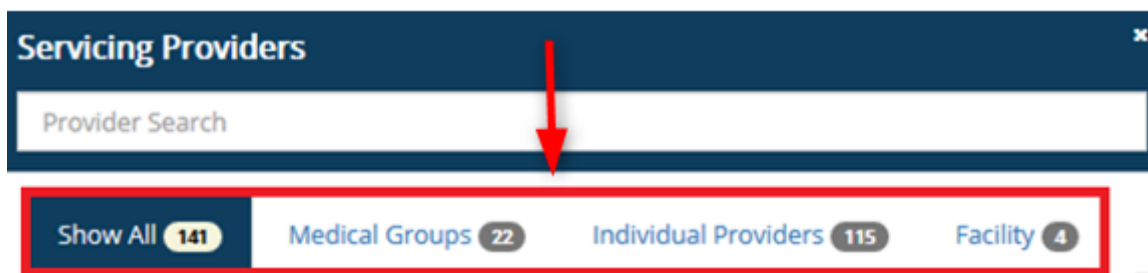 Servicing Providers ×
Provider Search
Show All 141 Medical Groups 22 Individual Providers 115 Facility 4